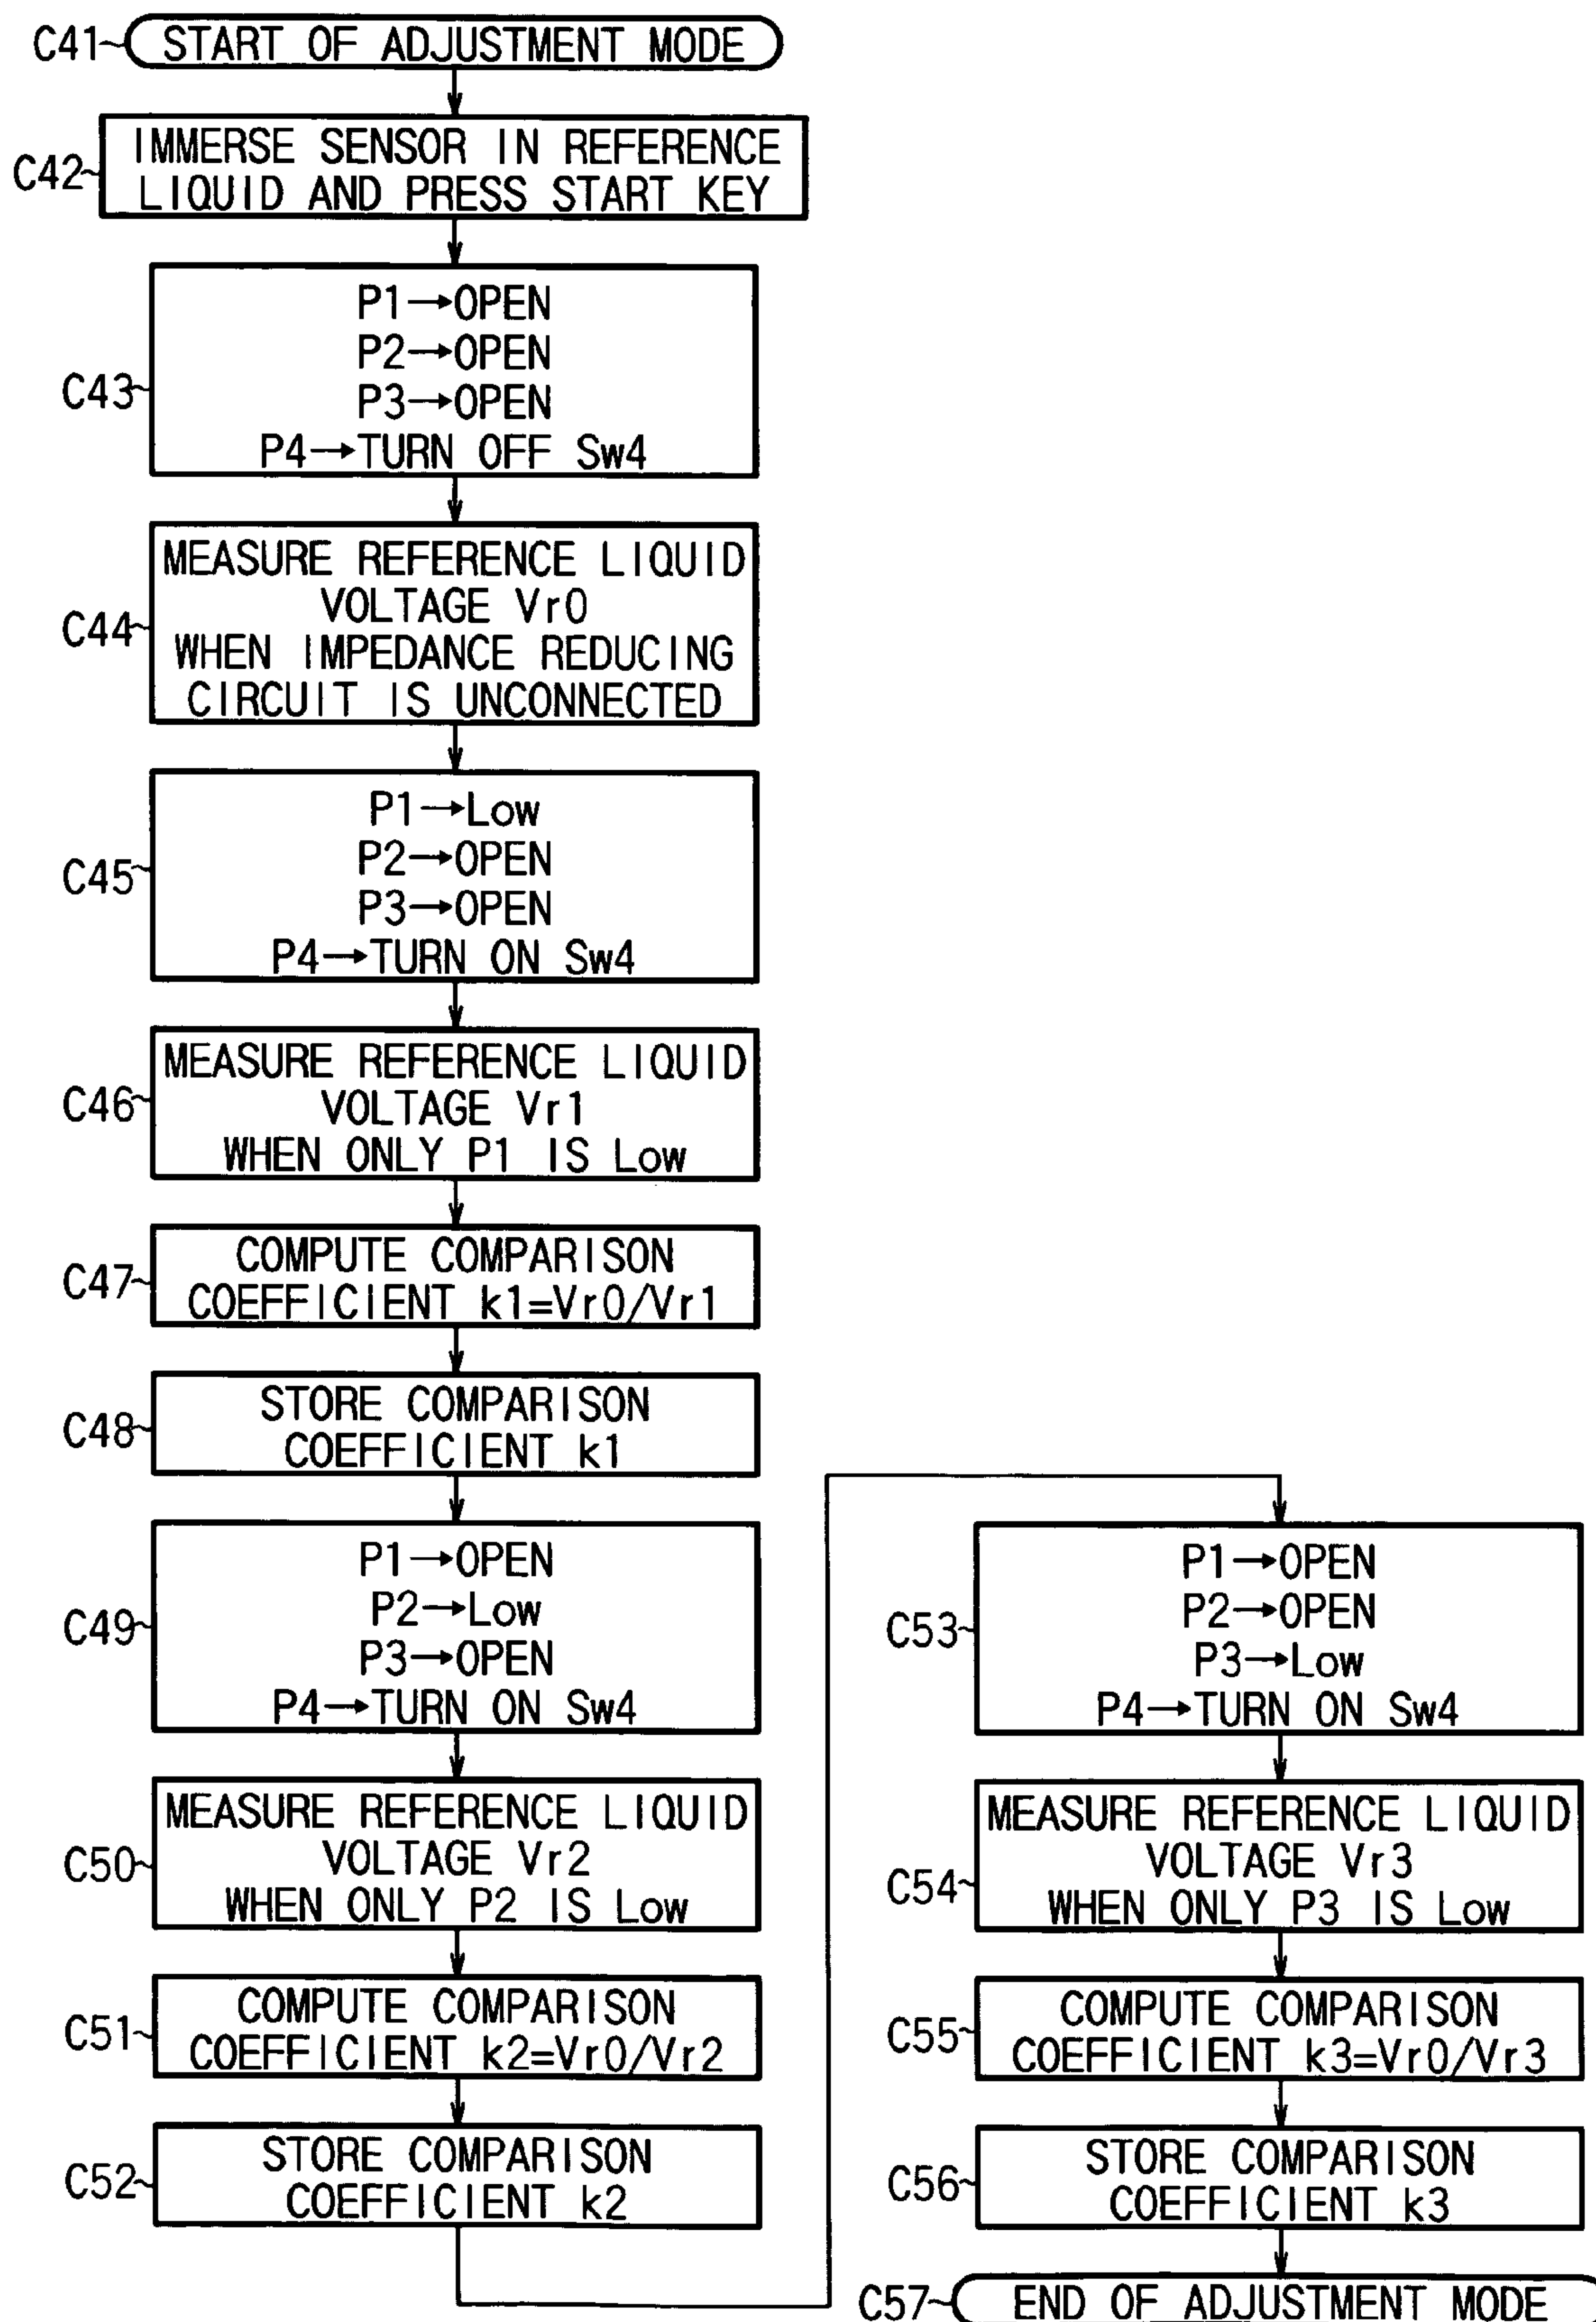 C41 START OF ADJUSTMENT MODE
C42 IMMERSE SENSOR IN REFERENCE
LIQUID AND PRESS START KEY
C43
P1→OPEN
P2→OPEN
P3→OPEN
P4→TURN OFF Sw4
C44
MEASURE REFERENCE LIQUID
VOLTAGE Vr0
WHEN IMPEDANCE REDUCING
CIRCUIT IS UNCONNECTED
C45
P1→Low
P2→OPEN
P3→OPEN
P4→TURN ON Sw4
C46
MEASURE REFERENCE LIQUID
VOLTAGE Vr1
WHEN ONLY P1 IS Low
C47
COMPUTE COMPARISON
COEFFICIENT k1=Vr0/Vr1
C48
STORE COMPARISON
COEFFICIENT k1
C49
P1→OPEN
P2→Low
P3→OPEN
P4→TURN ON Sw4
C50
MEASURE REFERENCE LIQUID
VOLTAGE Vr2
WHEN ONLY P2 IS Low
C51
COMPUTE COMPARISON
COEFFICIENT k2=Vr0/Vr2
C52
STORE COMPARISON
COEFFICIENT k2
C53
P1→OPEN
P2→OPEN
P3→Low
P4→TURN ON Sw4
C54
MEASURE REFERENCE LIQUID
VOLTAGE Vr3
WHEN ONLY P3 IS Low
C55
COMPUTE COMPARISON
COEFFICIENT k3=Vr0/Vr3
C56
STORE COMPARISON
COEFFICIENT k3
C57 END OF ADJUSTMENT MODE